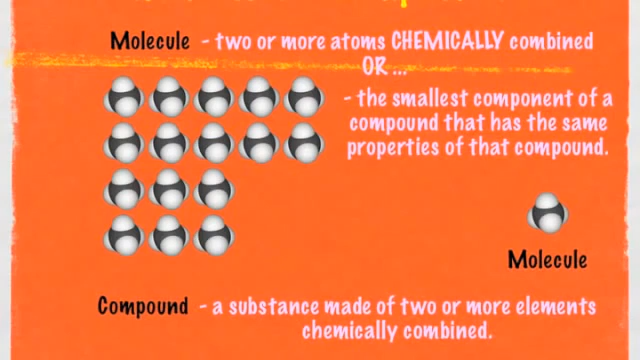 Molecule - two or more atoms CHEMICALLY combined
OR ...
- the smallest component of a
compound that has the same
properties of that compound.
Molecule
Compound - a substance made of two or more elements
chemically combined.